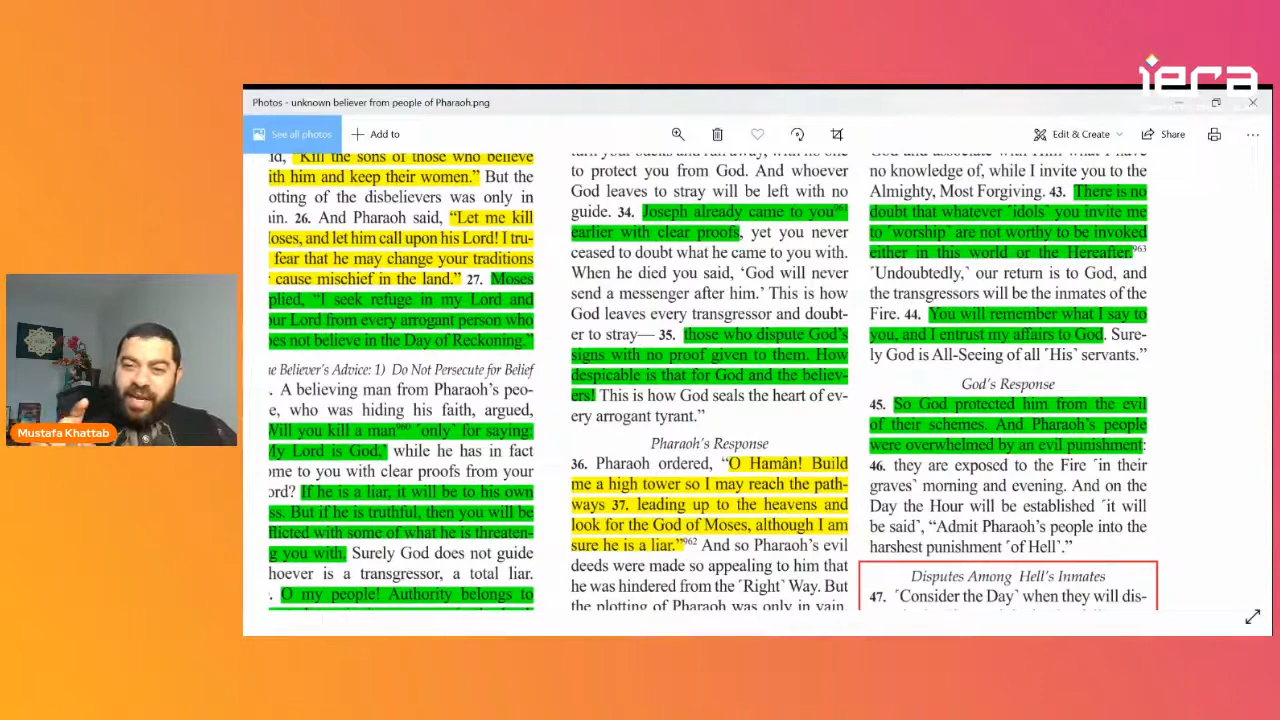 iera
Photos - unknown believer from people of Pharaoh.png
See all photos
Add to
Edit & Create
Share
"Kill the sons of those who believe
ith him and keep their women." But the
otting of the disbelievers was only in
in. 26. And Pharaoh said, "Let me kill
oses, and let him call upon his Lord! I tru-
fear that he may change your traditions
cause mischief in the land." 27. Moses
plied, "I seek refuge in my Lord and
ur Lord from every arrogant person who
es not believe in the Day of Reckoning."
e Believer's Advice: 1) Do Not Persecute for Belief
. A believing man from Pharaoh's peo-
e, who was hiding his faith, argued,
Will you kill a man⁹⁶⁰ ˹only˺ for saying:
My Lord is God,' while he has in fact
ome to you with clear proofs from your
ord? If he is a liar, it will be to his own
ss. But if he is truthful, then you will be
flicted with some of what he is threaten-
g you with. Surely God does not guide
hoever is a transgressor, a total liar.
. O my people! Authority belongs to
to protect you from God. And whoever
God leaves to stray will be left with no
guide. 34. Joseph already came to you⁹⁶¹
earlier with clear proofs, yet you never
ceased to doubt what he came to you with.
When he died you said, 'God will never
send a messenger after him.' This is how
God leaves every transgressor and doubt-
er to stray— 35. those who dispute God's
signs with no proof given to them. How
despicable is that for God and the believ-
ers! This is how God seals the heart of ev-
ery arrogant tyrant."
Pharaoh's Response
36. Pharaoh ordered, "O Hamân! Build
me a high tower so I may reach the path-
ways 37. leading up to the heavens and
look for the God of Moses, although I am
sure he is a liar."⁹⁶² And so Pharaoh's evil
deeds were made so appealing to him that
he was hindered from the ˹Right˺ Way. But
the plotting of Pharaoh was only in vain.
God and associate with Him what I have
no knowledge of, while I invite you to the
Almighty, Most Forgiving. 43. There is no
doubt that whatever ˹idols˺ you invite me
to ˹worship˺ are not worthy to be invoked
either in this world or the Hereafter.⁹⁶³
˹Undoubtedly,˺ our return is to God, and
the transgressors will be the inmates of the
Fire. 44. You will remember what I say to
you, and I entrust my affairs to God. Sure-
ly God is All-Seeing of all ˹His˺ servants."
God's Response
45. So God protected him from the evil
of their schemes. And Pharaoh's people
were overwhelmed by an evil punishment:
46. they are exposed to the Fire ˹in their
graves˺ morning and evening. And on the
Day the Hour will be established ˹it will
be said˺, "Admit Pharaoh's people into the
harshest punishment ˹of Hell˺."
Disputes Among Hell's Inmates
47. ˹Consider the Day˺ when they will dis-
Mustafa Khattab